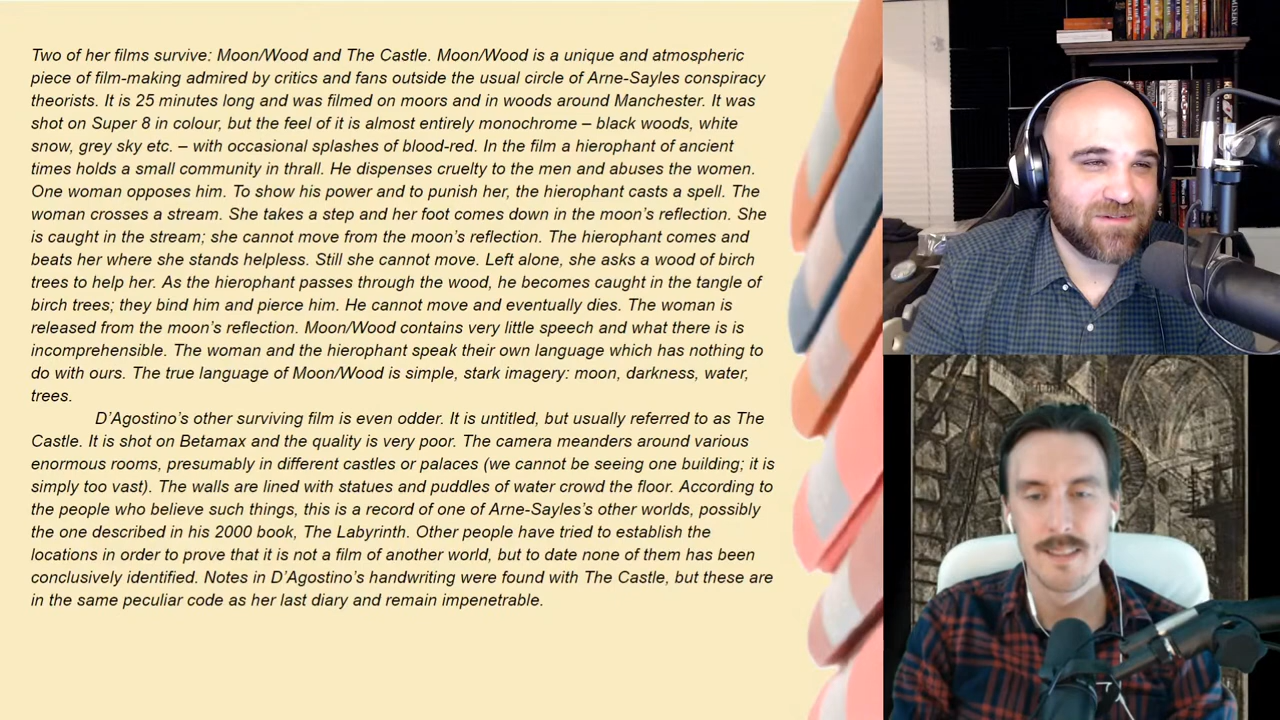 Two of her films survive: Moon/Wood and The Castle. Moon/Wood is a unique and atmospheric
piece of film-making admired by critics and fans outside the usual circle of Arne-Sayles conspiracy
theorists. It is 25 minutes long and was filmed on moors and in woods around Manchester. It was
shot on Super 8 in colour, but the feel of it is almost entirely monochrome – black woods, white
snow, grey sky etc. – with occasional splashes of blood-red. In the film a hierophant of ancient
times holds a small community in thrall. He dispenses cruelty to the men and abuses the women.
One woman opposes him. To show his power and to punish her, the hierophant casts a spell. The
woman crosses a stream. She takes a step and her foot comes down in the moon's reflection. She
is caught in the stream; she cannot move from the moon's reflection. The hierophant comes and
beats her where she stands helpless. Still she cannot move. Left alone, she asks a wood of birch
trees to help her. As the hierophant passes through the wood, he becomes caught in the tangle of
birch trees; they bind him and pierce him. He cannot move and eventually dies. The woman is
released from the moon's reflection. Moon/Wood contains very little speech and what there is is
incomprehensible. The woman and the hierophant speak their own language which has nothing to
do with ours. The true language of Moon/Wood is simple, stark imagery: moon, darkness, water,
trees.
D'Agostino's other surviving film is even odder. It is untitled, but usually referred to as The
Castle. It is shot on Betamax and the quality is very poor. The camera meanders around various
enormous rooms, presumably in different castles or palaces (we cannot be seeing one building; it is
simply too vast). The walls are lined with statues and puddles of water crowd the floor. According to
the people who believe such things, this is a record of one of Arne-Sayles's other worlds, possibly
the one described in his 2000 book, The Labyrinth. Other people have tried to establish the
locations in order to prove that it is not a film of another world, but to date none of them has been
conclusively identified. Notes in D'Agostino's handwriting were found with The Castle, but these are
in the same peculiar code as her last diary and remain impenetrable.